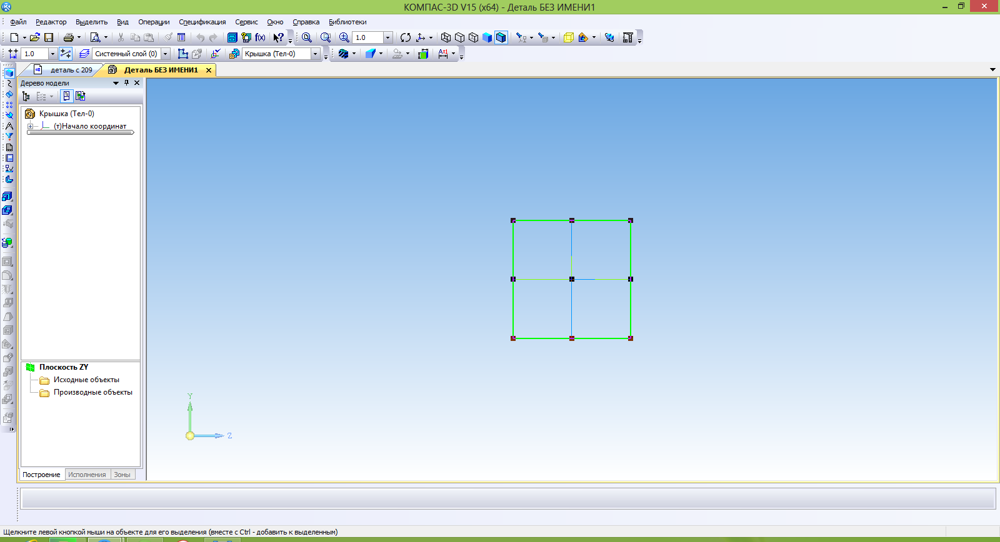 КОМПАС-3D V15 (x64) - Деталь БЕЗ ИМЕНИ1
Файл Редактор Выделить Вид Операции Спецификация Сервис Окно Справка Библиотеки
1.0
1.0 Системный слой (0) Крышка (Тел-0)
деталь с 209 Деталь БЕЗ ИМЕНИ1
Дерево модели
Крышка (Тел-0)
(т)Начало координат
Плоскость ZY
Исходные объекты
Производные объекты
Y
Z
Построение Исполнения Зоны
Щелкните левой кнопкой мыши на объекте для его выделения (вместе с Ctrl - добавить к выделенным)